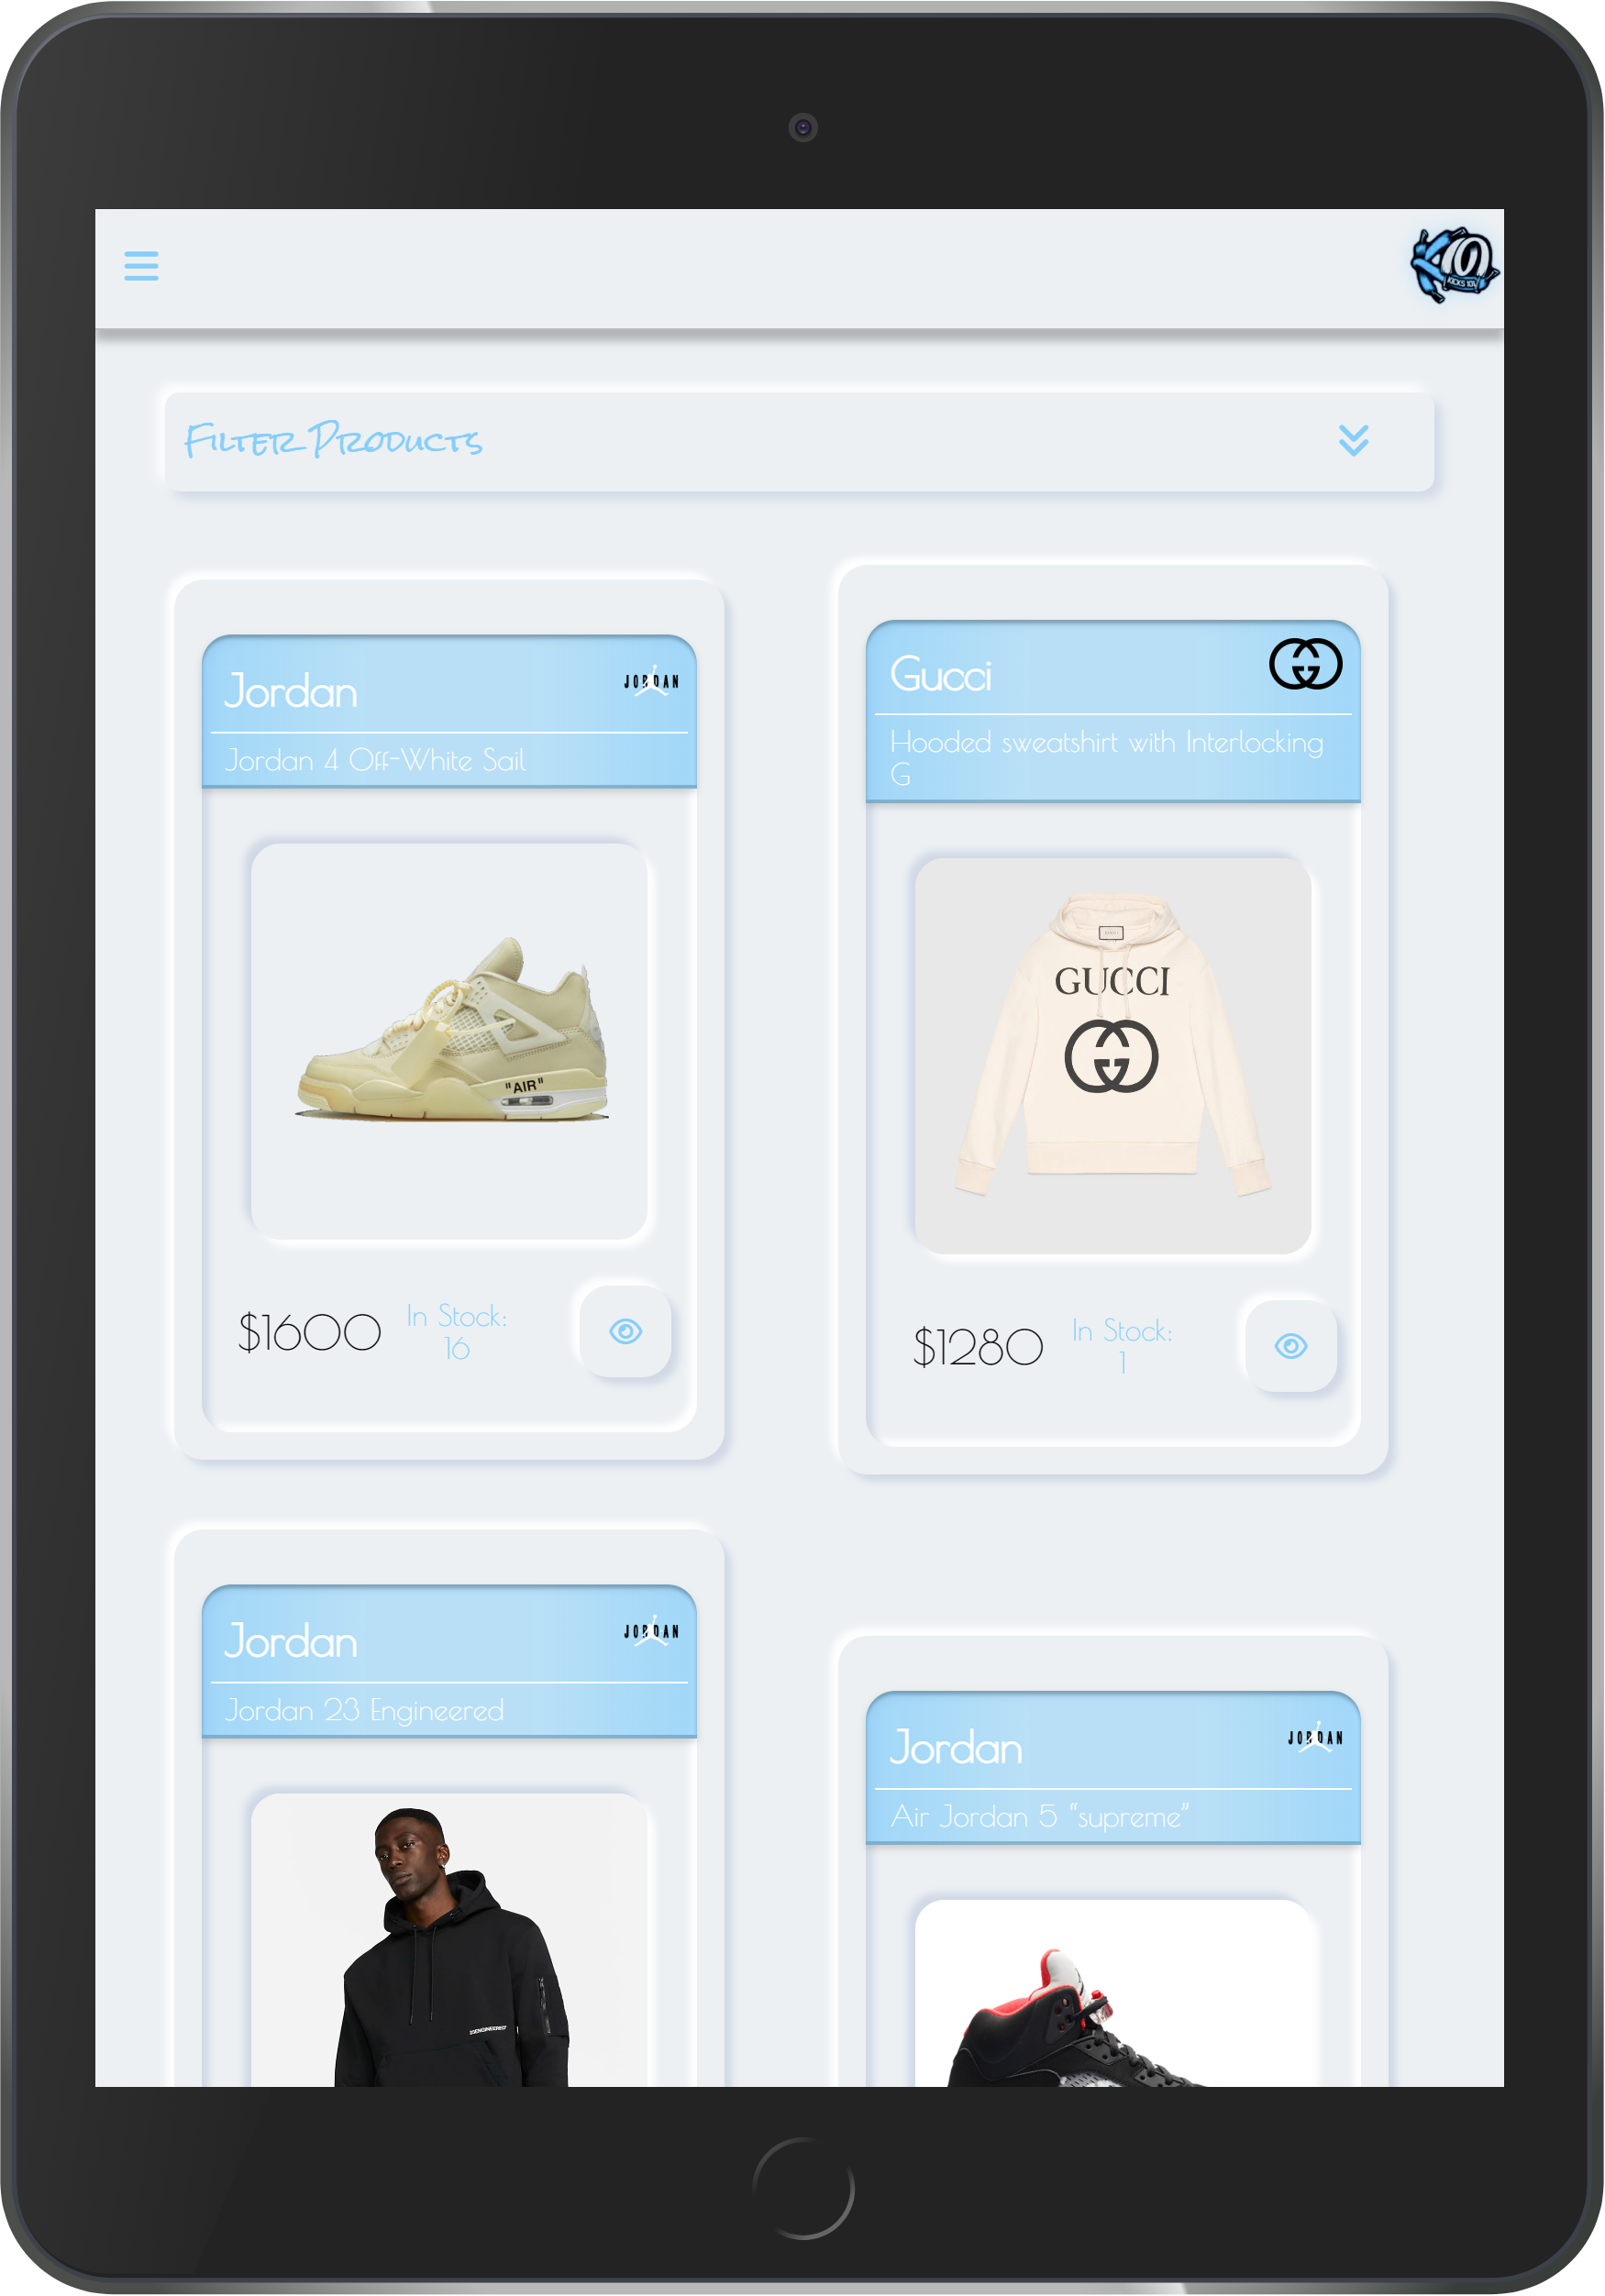 KICKS 101
Filter Products
Jordan
JORDAN
Jordan 4 Off-White Sail
"AIR"
$1600
In Stock:
16
Gucci
Hooded sweatshirt with Interlocking
G
GUCCI
$1280
In Stock:
1
Jordan
JORDAN
Jordan 23 Engineered
Jordan
JORDAN
Air Jordan 5 “supreme”